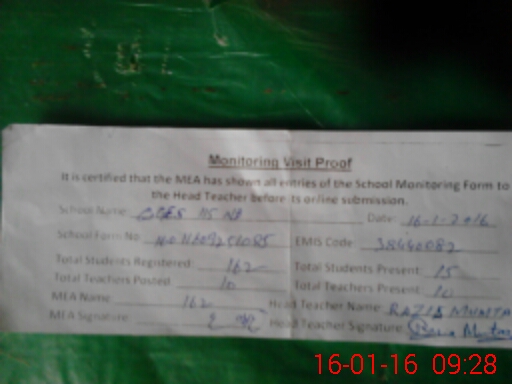 Monitoring Visit Proof
It is certified that the MEA has shown all entries of the School Monitoring Form to
the Head Teacher before its online submission.
School Name Date: 16-1-2016
School Form No EMIS Code: 38440082
Total Students Registered: 162 Total Students Present 15
Total Teachers Posted: 10 Total Teachers Present: 10
MEA Name 162 Head Teacher Name: RAZIA
MEA Signature: Head Teacher Signature:
16-01-16 09:28